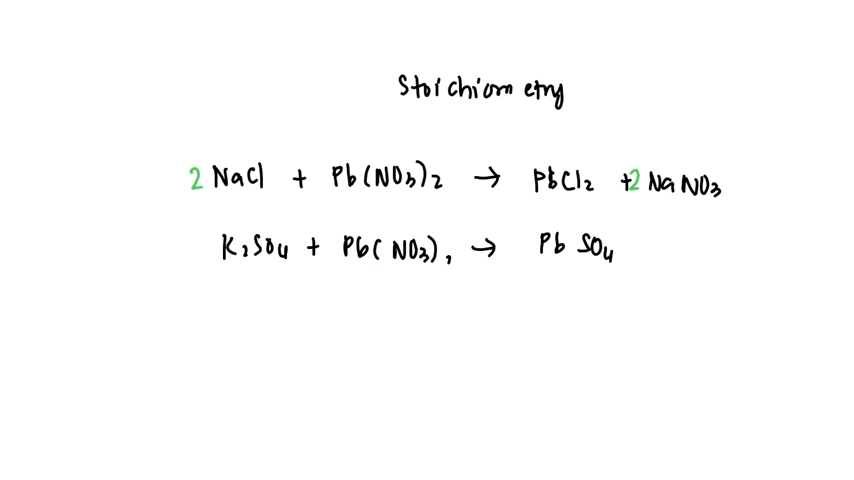 Stoichiometry
2 NaCl + Pb(NO3)2 → PbCl2 + 2 NaNO3
K2SO4 + Pb(NO3)2 → PbSO4